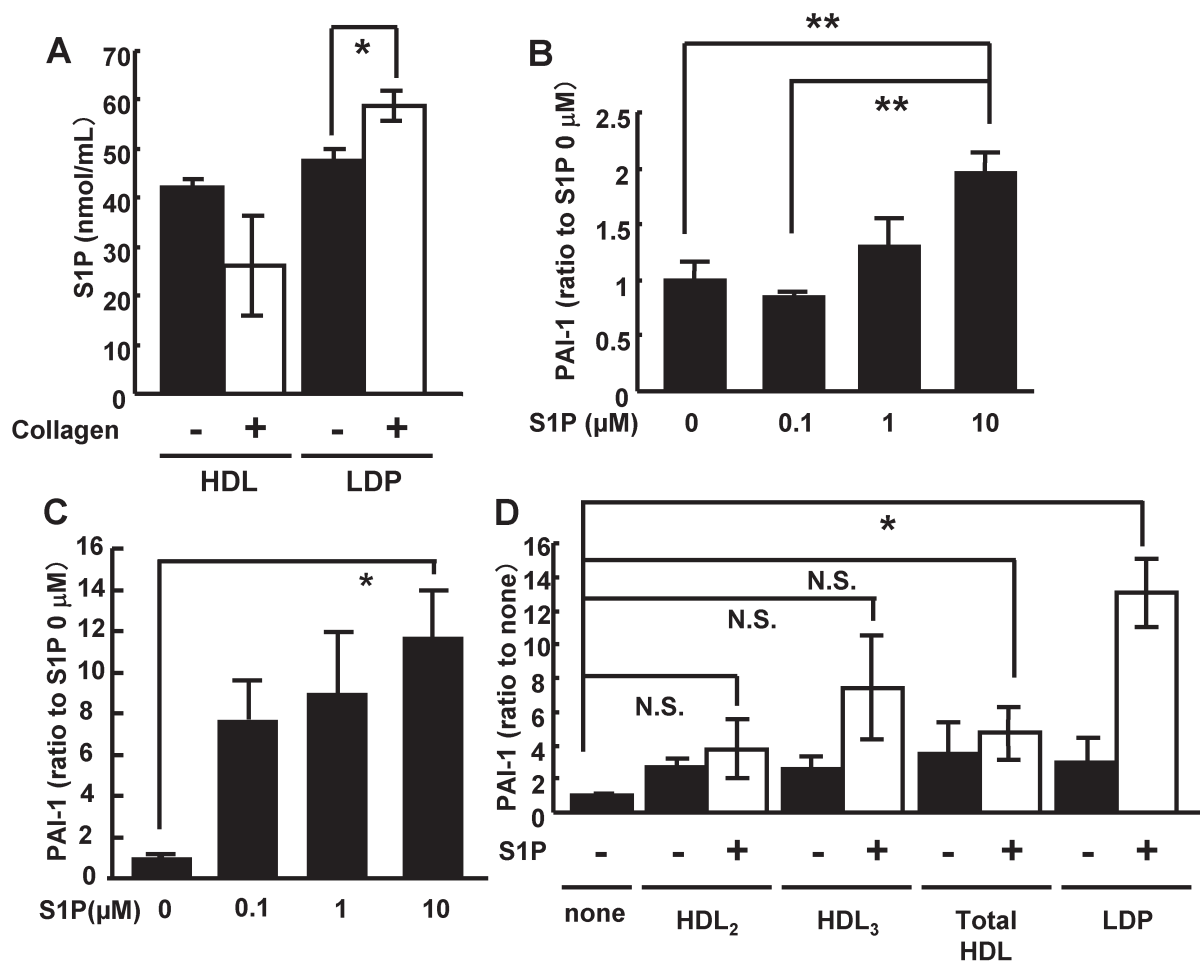 A
S1P (nmol/mL)
70
60
50
40
30
20
10
0
*
Collagen - + - +
HDL LDP
B
PAI-1 (ratio to S1P 0 μM)
2.5
2
1.5
1
0.5
0
**
**
S1P (μM) 0 0.1 1 10
C
PAI-1 (ratio to S1P 0 μM)
16
14
12
10
8
6
4
2
0
*
S1P(μM) 0 0.1 1 10
D
PAI-1 (ratio to none)
16
14
12
10
8
6
4
2
0
*
N.S.
N.S.
N.S.
S1P - - + - + - + - +
none HDL₂ HDL₃ Total LDP
HDL